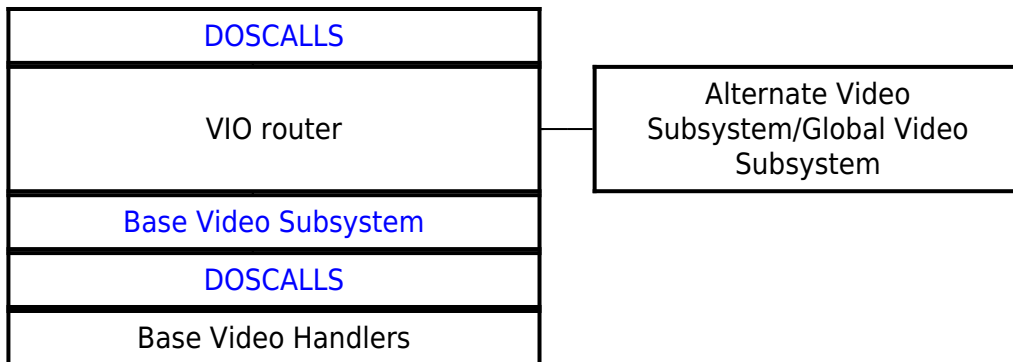 DOSCALLS
VIO router
Alternate Video
Subsystem/Global Video
Subsystem
Base Video Subsystem
DOSCALLS
Base Video Handlers